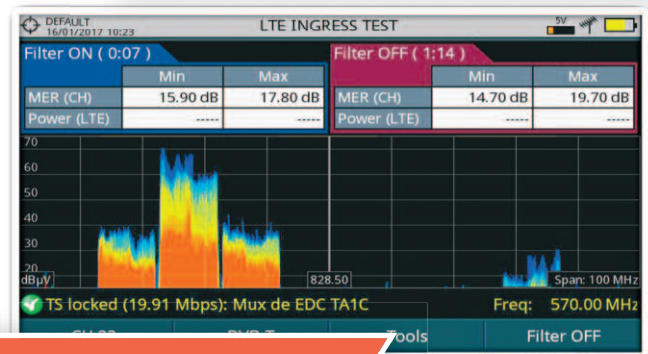 DEFAULT
16/01/2017 10:23
LTE INGRESS TEST
5V
Filter ON ( 0:07 )
Filter OFF ( 1:14 )
Min Max
Min Max
MER (CH) 15.90 dB 17.80 dB
MER (CH) 14.70 dB 19.70 dB
Power (LTE) ----- -----
Power (LTE) ----- -----
70
60
50
40
30
20
dBµV
828.50
Span: 100 MHz
TS locked (19.91 Mbps): Mux de EDC TA1C
Freq: 570.00 MHz
Tools
Filter OFF